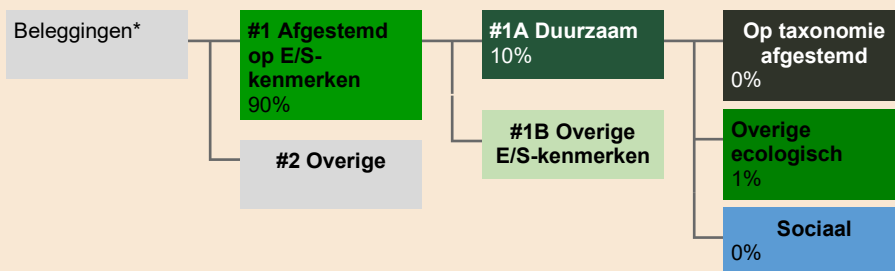 Beleggingen*
#1 Afgestemd
op E/S-
kenmerken
90%
#2 Overige
#1A Duurzaam
10%
#1B Overige
E/S-kenmerken
Op taxonomie
afgestemd
0%
Overige
ecologisch
1%
Sociaal
0%